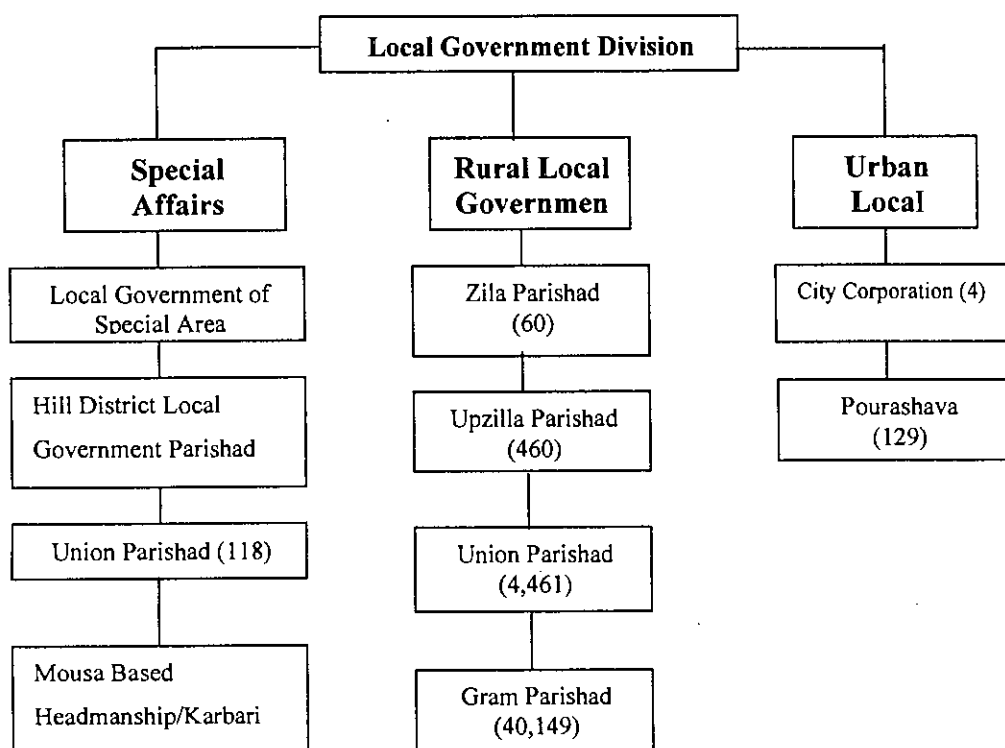 Local Government Division
Special
Affairs
Rural Local
Governmen
Urban
Local
Local Government of
Special Area
Zila Parishad
(60)
City Corporation (4)
Hill District Local
Government Parishad
Upzilla Parishad
(460)
Pourashava
(129)
Union Parishad (118)
Union Parishad
(4,461)
Mousa Based
Headmanship/Karbari
Gram Parishad
(40,149)